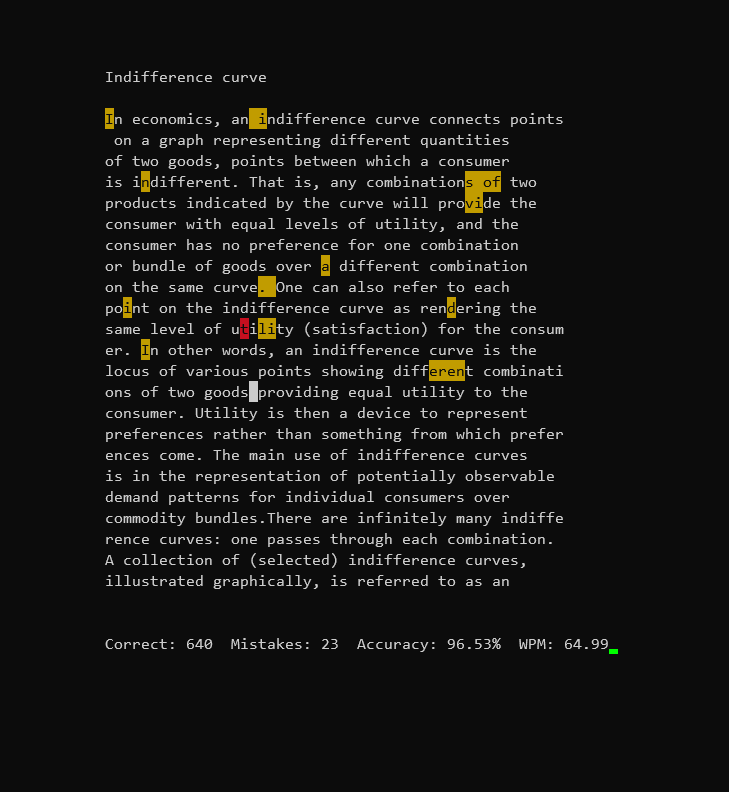 Indifference curve
In economics, an indifference curve connects points
on a graph representing different quantities
of two goods, points between which a consumer
is indifferent. That is, any combinations of two
products indicated by the curve will provide the
consumer with equal levels of utility, and the
consumer has no preference for one combination
or bundle of goods over a different combination
on the same curve. One can also refer to each
point on the indifference curve as rendering the
same level of utility (satisfaction) for the consum
er. In other words, an indifference curve is the
locus of various points showing different combinati
ons of two goods providing equal utility to the
consumer. Utility is then a device to represent
preferences rather than something from which prefer
ences come. The main use of indifference curves
is in the representation of potentially observable
demand patterns for individual consumers over
commodity bundles.There are infinitely many indiffe
rence curves: one passes through each combination.
A collection of (selected) indifference curves,
illustrated graphically, is referred to as an
Correct: 640  Mistakes: 23  Accuracy: 96.53%  WPM: 64.99